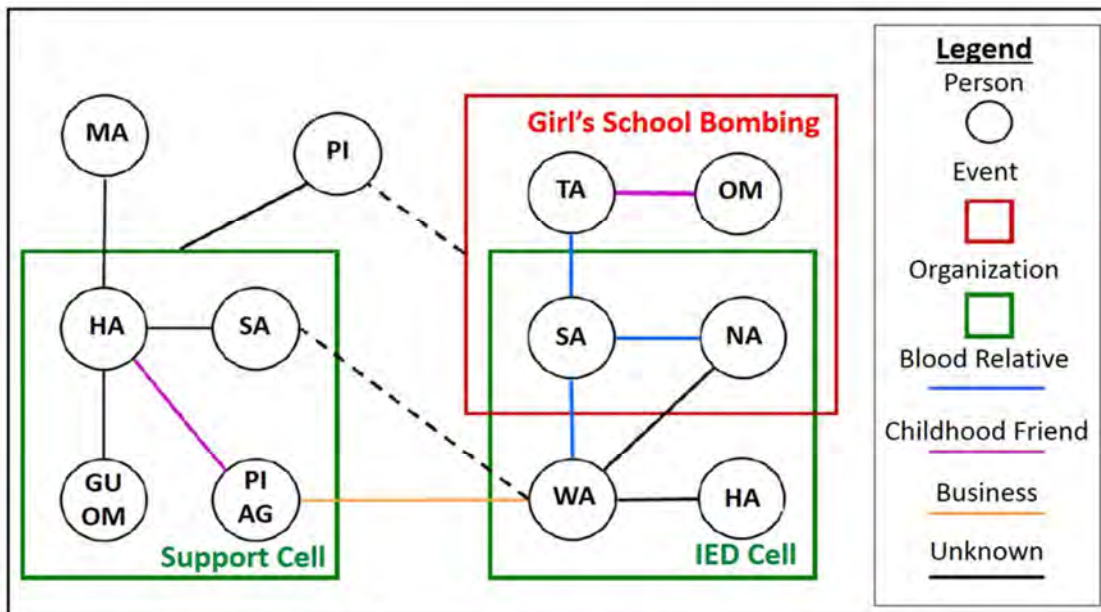 MA
PI
Girl's School Bombing
TA
OM
HA
SA
SA
NA
GU
OM
PI
AG
WA
HA
Support Cell
IED Cell
Legend
Person
Event
Organization
Blood Relative
Childhood Friend
Business
Unknown